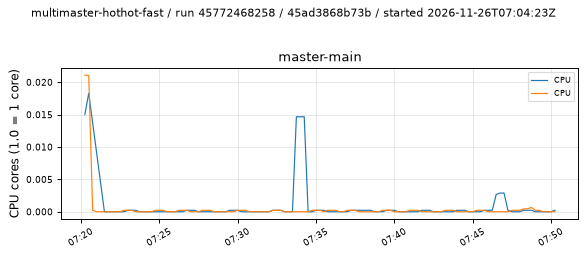 multimaster-hothot-fast / run 45772468258 / 45ad3868b73b / started 2026-11-26T07:04:23Z
master-main
CPU cores (1.0 = 1 core)
0.020
0.015
0.010
0.005
0.000
CPU
CPU
07:20
07:25
07:30
07:35
07:40
07:45
07:50